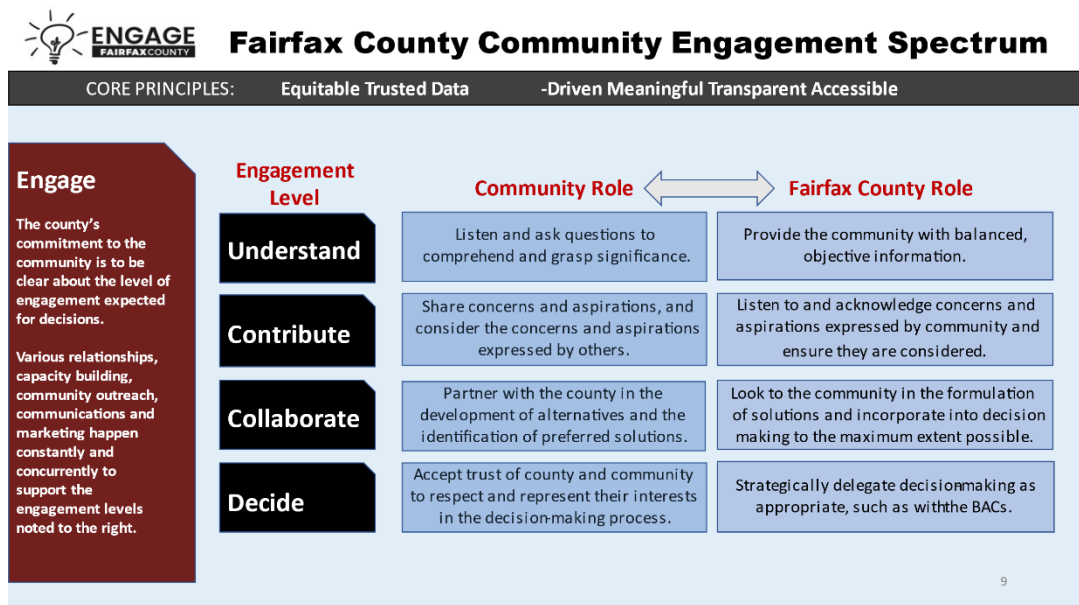 ENGAGE
FAIRFAX COUNTY
Fairfax County Community Engagement Spectrum
CORE PRINCIPLES: Equitable Trusted Data -Driven Meaningful Transparent Accessible
Engage
The county's
commitment to the
community is to be
clear about the level of
engagement expected
for decisions.
Various relationships,
capacity building,
community outreach,
communications and
marketing happen
constantly and
concurrently to
support the
engagement levels
noted to the right.
Engagement
Level
Community Role
Fairfax County Role
Understand
Listen and ask questions to
comprehend and grasp significance.
Provide the community with balanced,
objective information.
Contribute
Share concerns and aspirations, and
consider the concerns and aspirations
expressed by others.
Listen to and acknowledge concerns and
aspirations expressed by community and
ensure they are considered.
Collaborate
Partner with the county in the
development of alternatives and the
identification of preferred solutions.
Look to the community in the formulation
of solutions and incorporate into decision
making to the maximum extent possible.
Decide
Accept trust of county and community
to respect and represent their interests
in the decision-making process.
Strategically delegate decisionmaking as
appropriate, such as withthe BACs.
9